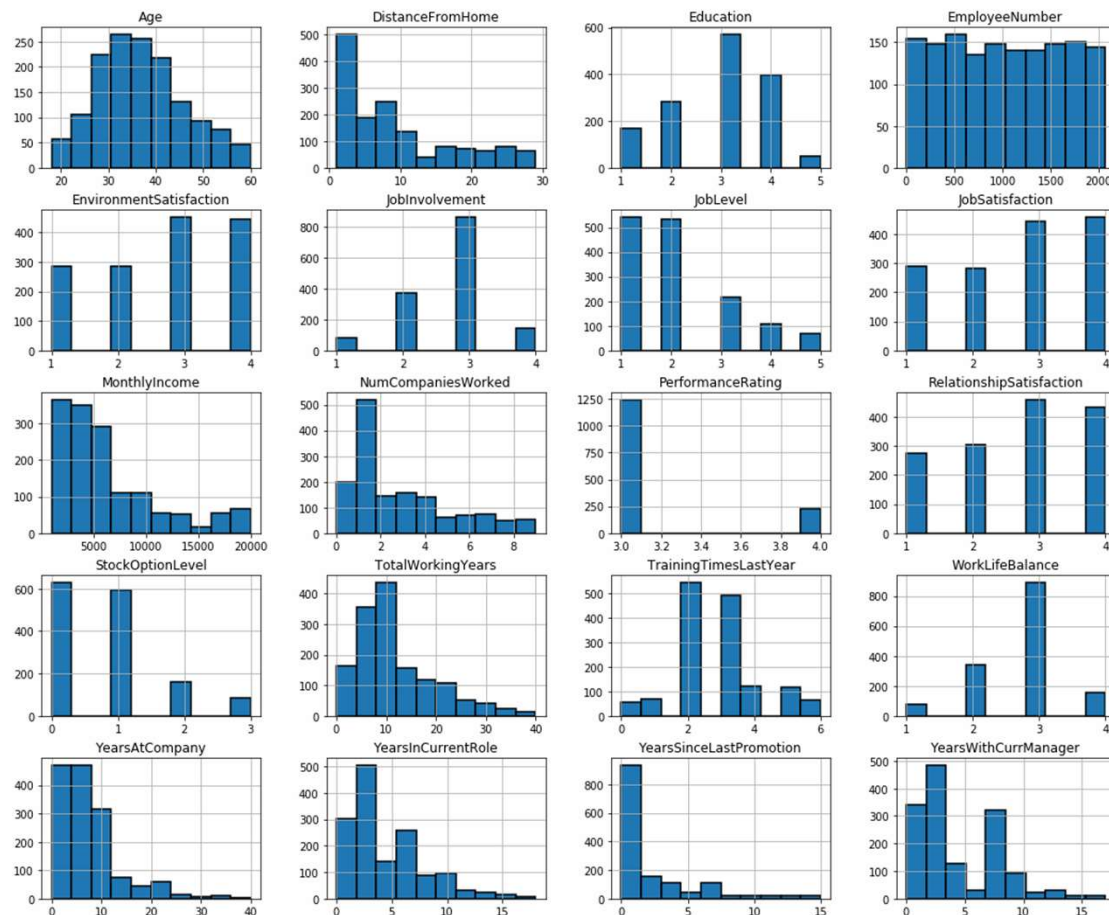 Age DistanceFromHome Education EmployeeNumber
250 500 600 150
200 400 400 100
150 300 200 50
100 200 0 0
50 100
0 0
20 30 40 50 60 0 10 20 30 1 2 3 4 5 0 500 1000 1500 2000
EnvironmentSatisfaction JobInvolvement JobLevel JobSatisfaction
400 800 500 400
300 600 400 300
200 400 300 200
100 200 200 100
0 0 100 0
0
1 2 3 4 1 2 3 4 1 2 3 4 5 1 2 3 4
MonthlyIncome NumCompaniesWorked PerformanceRating RelationshipSatisfaction
300 500 1250 400
200 400 1000 300
100 300 750 200
0 200 500 100
100 250 0
0 0
5000 10000 15000 20000 0 2 4 6 8 3.0 3.2 3.4 3.6 3.8 4.0 1 2 3 4
StockOptionLevel TotalWorkingYears TrainingTimesLastYear WorkLifeBalance
600 400 500 800
400 300 400 600
200 200 300 400
0 100 200 200
0 100 0
0
0 1 2 3 0 10 20 30 40 0 2 4 6 1 2 3 4
YearsAtCompany YearsInCurrentRole YearsSinceLastPromotion YearsWithCurrManager
400 500 800 500
300 400 600 400
200 300 400 300
100 200 200 200
0 100 0 100
0 0
0 10 20 30 40 0 5 10 15 0 5 10 15 0 5 10 15